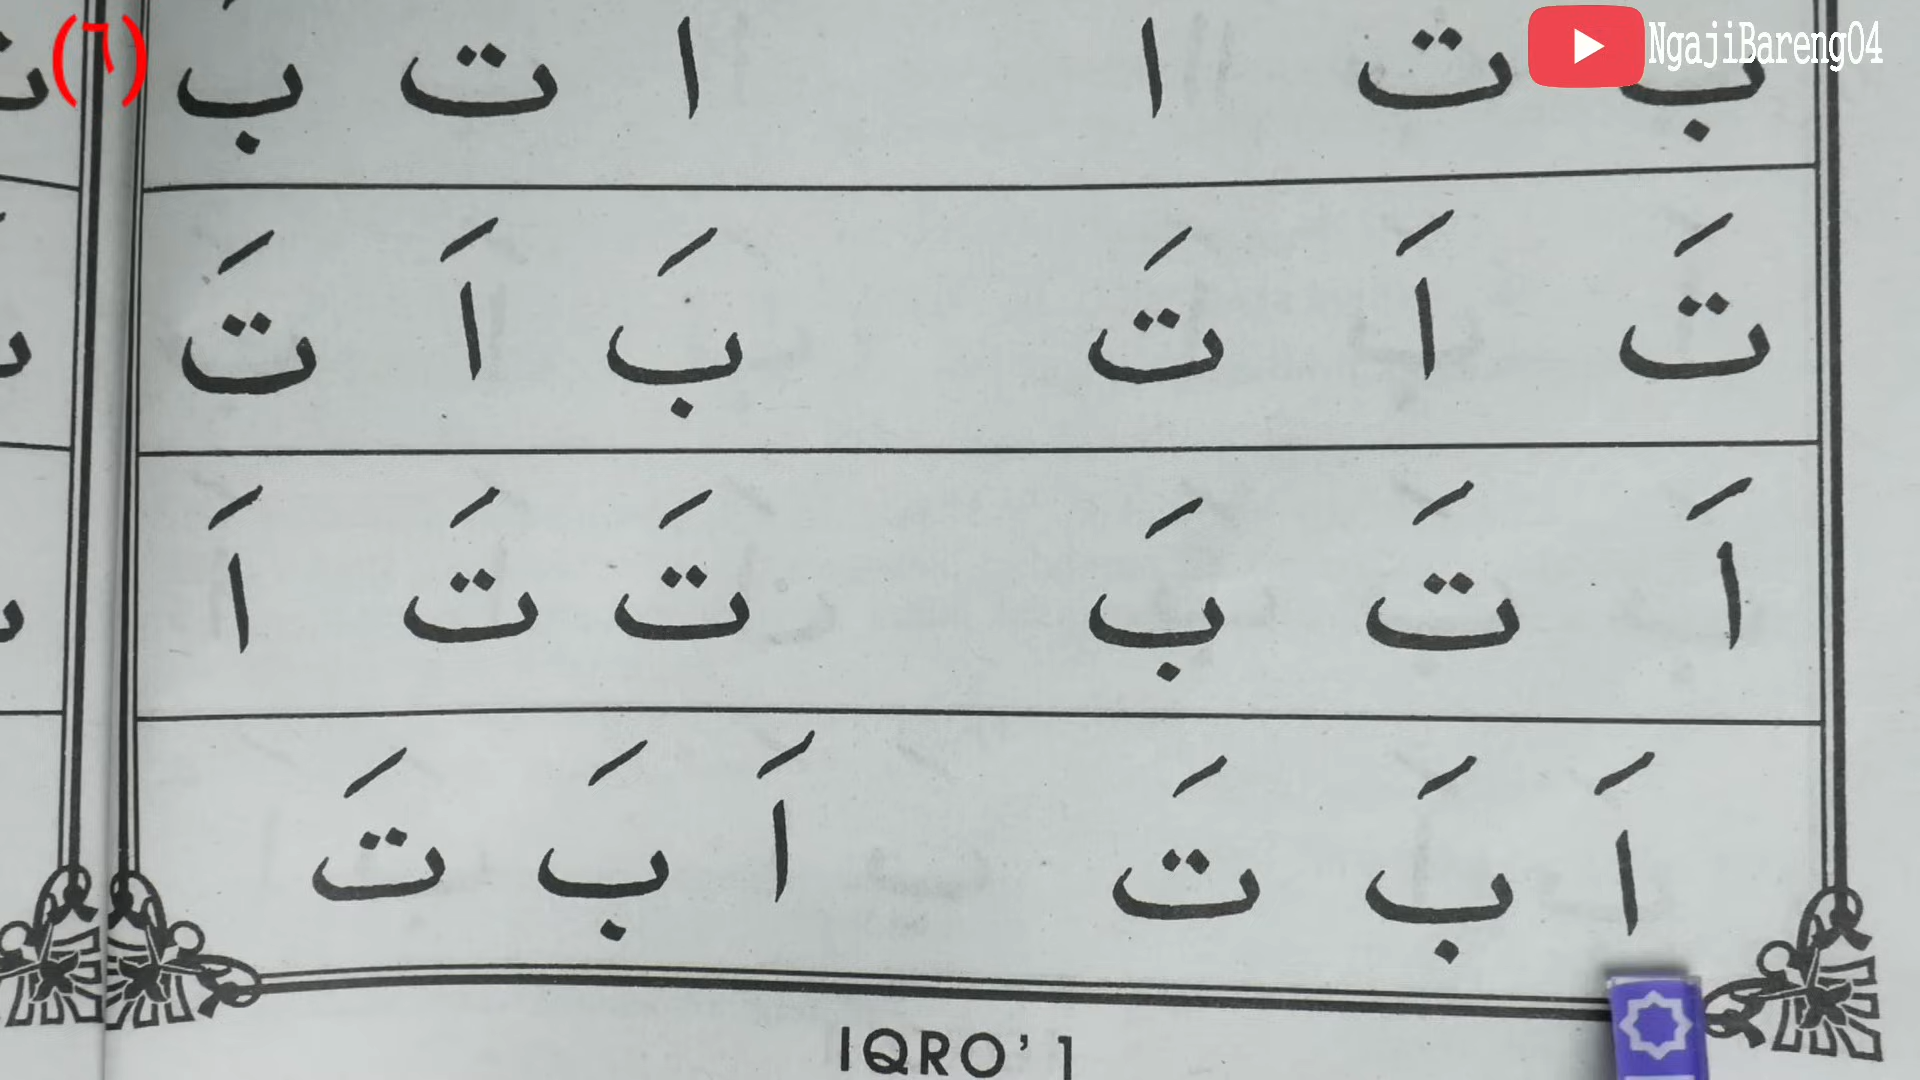 (٦)
NgajiBareng04
ب ت ا ا ت ب
تَ اَ تَ بَ اَ تَ
اَ تَ بَ تَ تَ اَ
اَ بَ تَ اَ بَ تَ
IQRO' 1